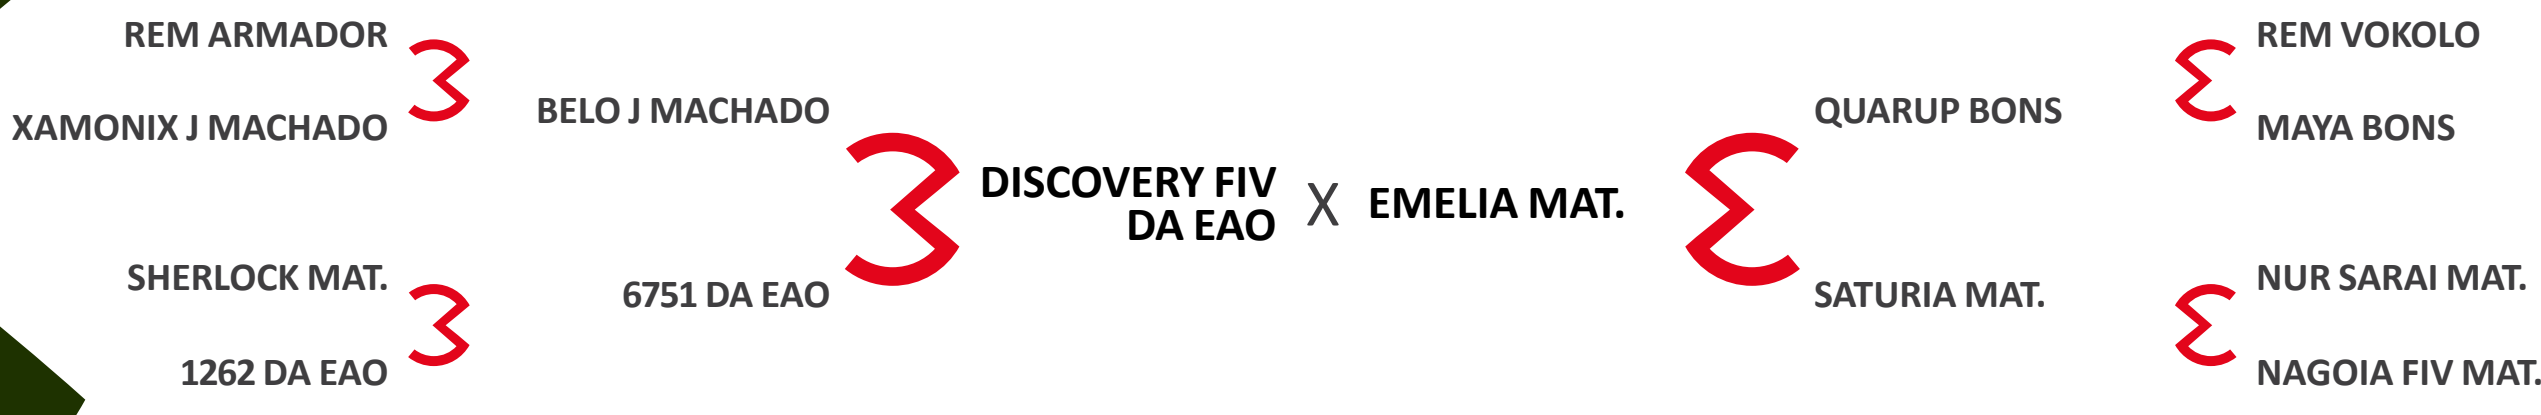 REM ARMADOR
XAMONIX J MACHADO
BELO J MACHADO
SHERLOCK MAT.
1262 DA EAO
6751 DA EAO
DISCOVERY FIV
DA EAO
X
EMELIA MAT.
QUARUP BONS
SATURIA MAT.
REM VOKOLO
MAYA BONS
NUR SARAI MAT.
NAGOIA FIV MAT.